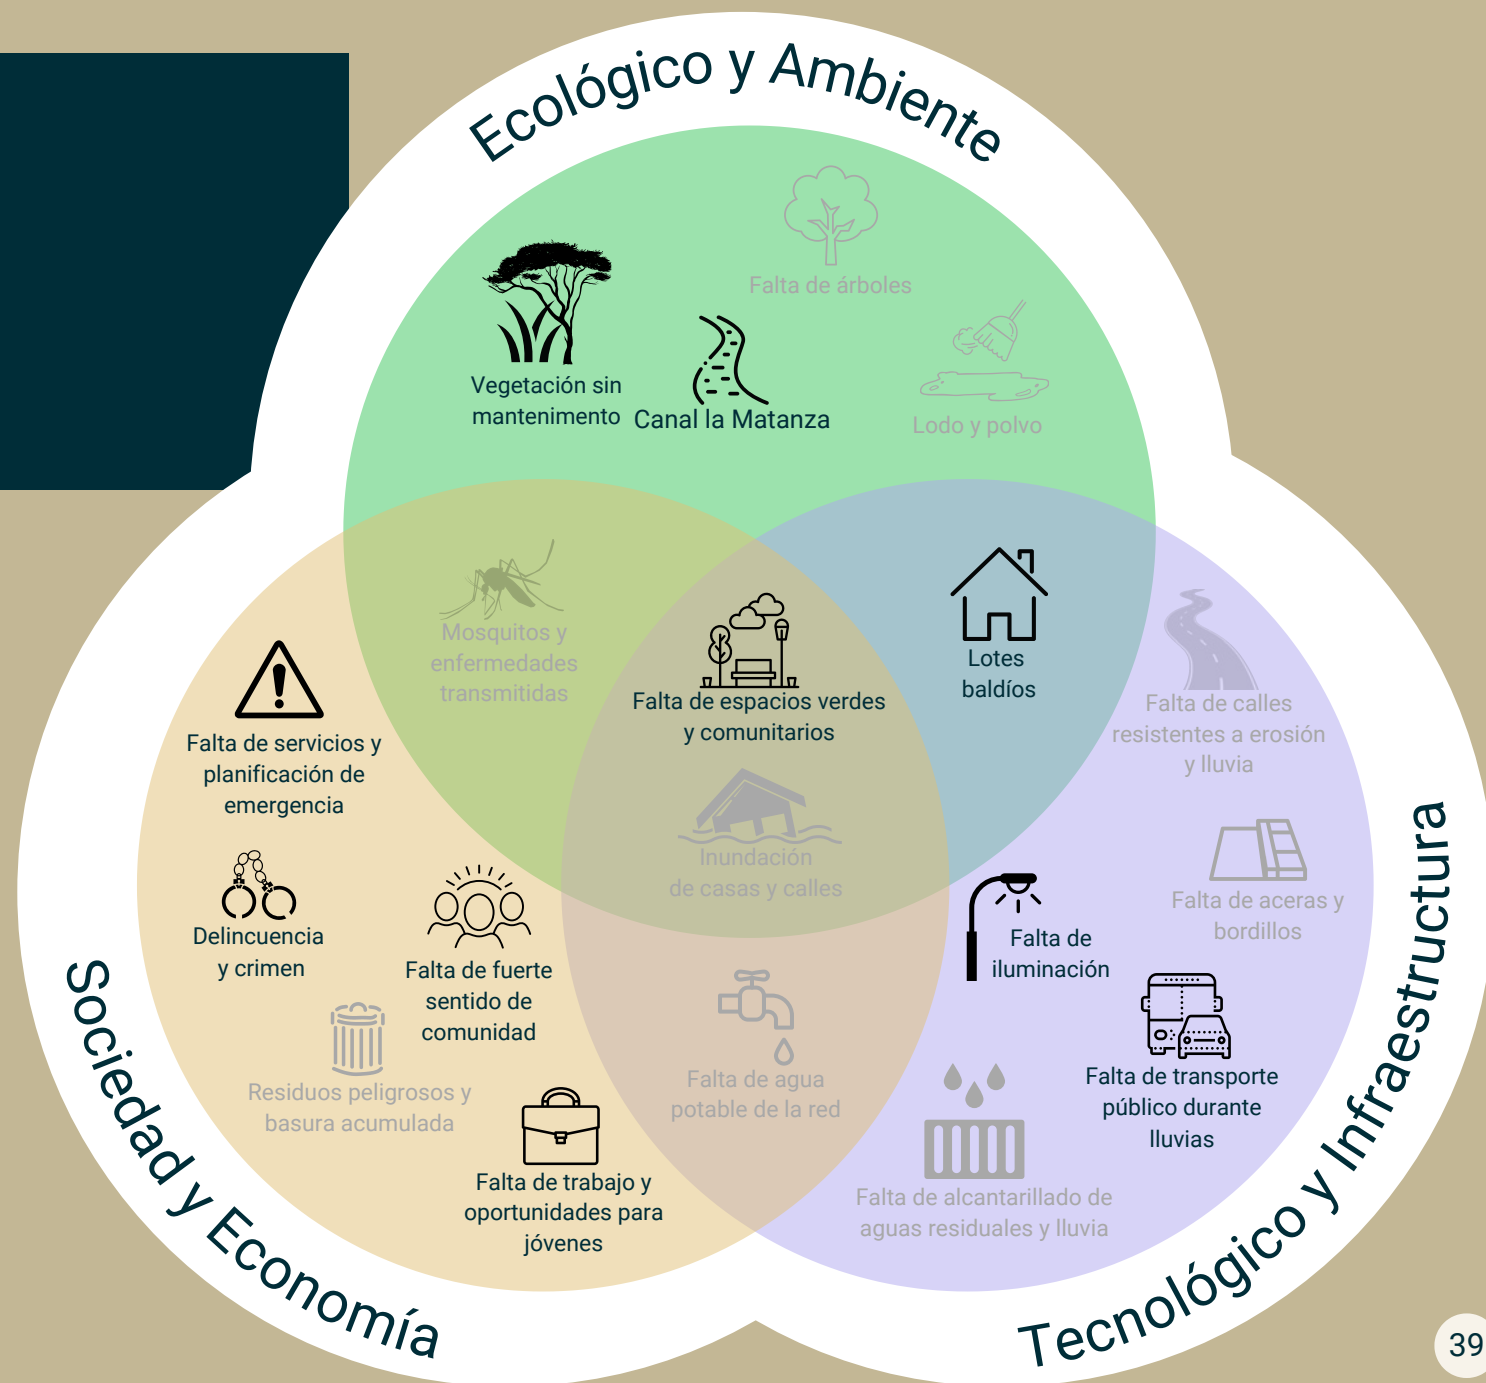 Ecológico y Ambiente
Falta de árboles
Vegetación sin
mantenimento
Canal la Matanza
Lodo y polvo
Mosquitos y
enfermedades
transmitidas
Falta de espacios verdes
y comunitarios
Lotes
baldíos
Falta de calles
resistentes a erosión
y lluvia
Falta de servicios y
planificación de
emergencia
Inundación
de casas y calles
Falta de aceras y
bordillos
Delincuencia
y crimen
Falta de fuerte
sentido de
comunidad
Falta de
iluminación
Residuos peligrosos y
basura acumulada
Falta de agua
potable de la red
Falta de transporte
público durante
lluvias
Falta de trabajo y
oportunidades para
jóvenes
Falta de alcantarillado de
aguas residuales y lluvia
Sociedad y Economía
Tecnológico y Infraestructura
39